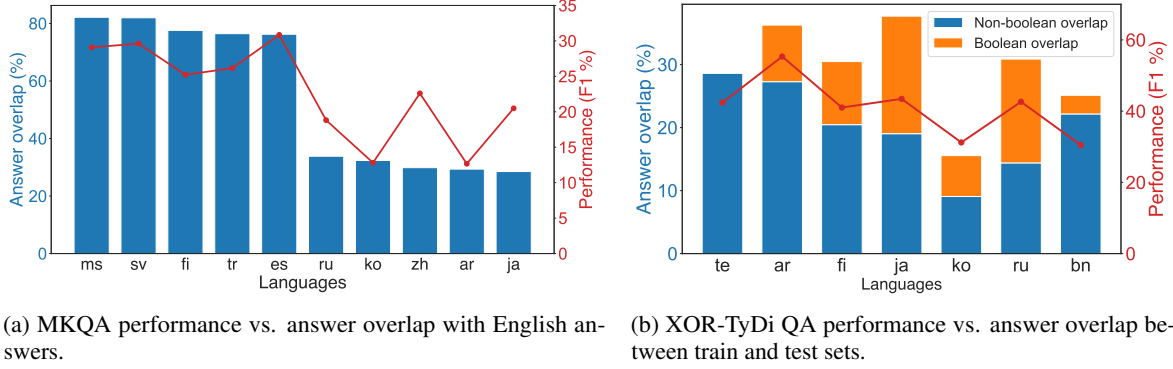 80
60
40
20
0
Answer overlap (%)
35
30
25
20
15
10
5
0
Performance (F1 %)
ms sv fi tr es ru ko zh ar ja
Languages
(a) MKQA performance vs. answer overlap with English an-
swers.
Non-boolean overlap
Boolean overlap
30
20
10
0
Answer overlap (%)
60
40
20
0
Performance (F1 %)
te ar fi ja ko ru bn
Languages
(b) XOR-TyDi QA performance vs. answer overlap be-
tween train and test sets.